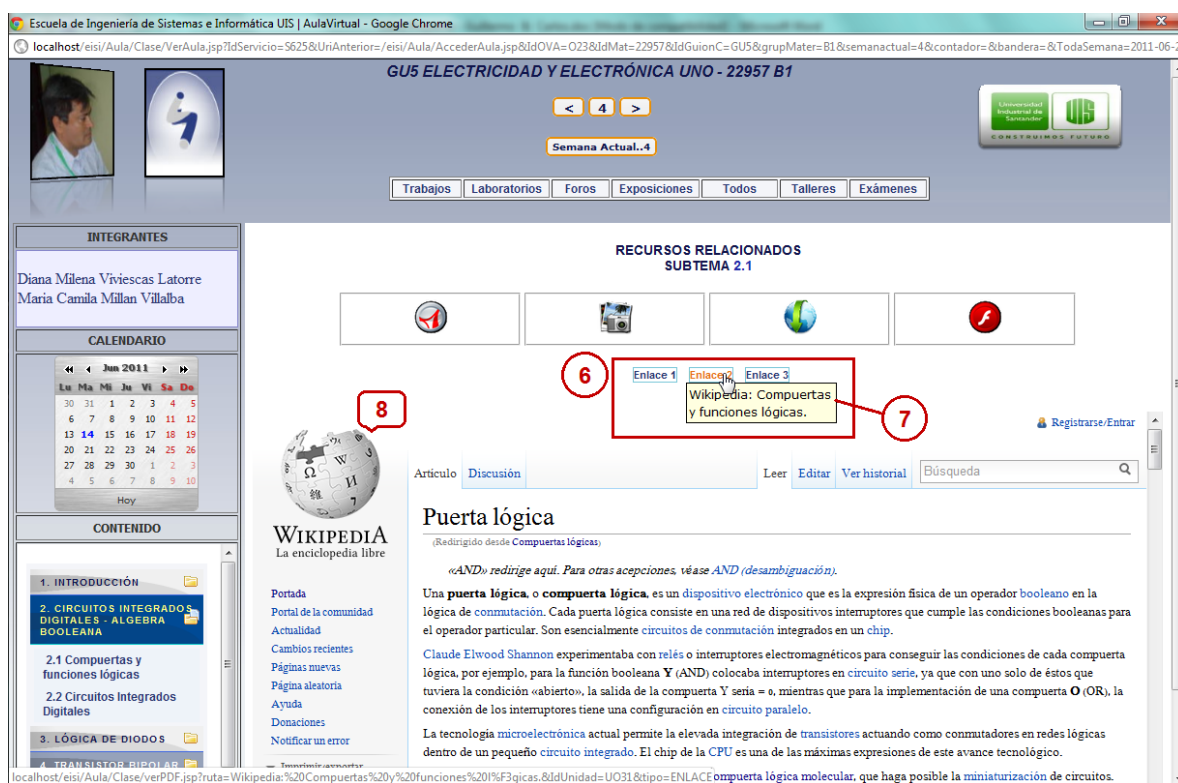 Escuela de Ingeniería de Sistemas e Informática UIS | AulaVirtual - Google Chrome
localhost/eisi/Aula/Clase/VerAula.jsp?IdServicio=S625&UriAnterior=/eisi/Aula/AccederAula.jsp&IdOVA=O23&IdMat=22957&IdGuionC=GU5&grupMater=B1&semanactual=4&contador=&bandera=&TodaSemana=2011-06-2
GU5 ELECTRICIDAD Y ELECTRÓNICA UNO - 22957 B1
< 4 >
Semana Actual..4
Universidad
Industrial de
Santander
UIS
CONSTRUIMOS FUTURO
Trabajos Laboratorios Foros Exposiciones Todos Talleres Exámenes
INTEGRANTES
Diana Milena Viviescas Latorre
Maria Camila Millan Villalba
CALENDARIO
Jun 2011
Lu Ma Mi Ju Vi Sa Do
30 31 1 2 3 4 5
6 7 8 9 10 11 12
13 14 15 16 17 18 19
20 21 22 23 24 25 26
27 28 29 30 1 2 3
4 5 6 7 8 9 10
Hoy
CONTENIDO
1. INTRODUCCIÓN
2. CIRCUITOS INTEGRADOS
DIGITALES - ALGEBRA
BOOLEANA
2.1 Compuertas y
funciones lógicas
2.2 Circuitos Integrados
Digitales
3. LÓGICA DE DIODOS
4. TRANSISTOR BIPOLAR
RECURSOS RELACIONADOS
SUBTEMA 2.1
6
Enlace 1 Enlace 2 Enlace 3
Wikipedia: Compuertas
y funciones lógicas.
7
8
Registrarse/Entrar
WIKIPEDIA
La enciclopedia libre
Artículo Discusión Leer Editar Ver historial Búsqueda
Portada
Portal de la comunidad
Actualidad
Cambios recientes
Páginas nuevas
Página aleatoria
Ayuda
Donaciones
Notificar un error
Imprimir/exportar
Puerta lógica
(Redirigido desde Compuertas lógicas)
«AND» redirige aquí. Para otras acepciones, véase AND (desambiguación).
Una puerta lógica, o compuerta lógica, es un dispositivo electrónico que es la expresión física de un operador booleano en la
lógica de conmutación. Cada puerta lógica consiste en una red de dispositivos interruptores que cumple las condiciones booleanas para
el operador particular. Son esencialmente circuitos de conmutación integrados en un chip.
Claude Elwood Shannon experimentaba con relés o interruptores electromagnéticos para conseguir las condiciones de cada compuerta
lógica, por ejemplo, para la función booleana Y (AND) colocaba interruptores en circuito serie, ya que con uno solo de éstos que
tuviera la condición «abierto», la salida de la compuerta Y sería = 0, mientras que para la implementación de una compuerta O (OR), la
conexión de los interruptores tiene una configuración en circuito paralelo.
La tecnología microelectrónica actual permite la elevada integración de transistores actuando como conmutadores en redes lógicas
dentro de un pequeño circuito integrado. El chip de la CPU es una de las máximas expresiones de este avance tecnológico.
ompuerta lógica molecular, que haga posible la miniaturización de circuitos.
localhost/eisi/Aula/Clase/verPDF.jsp?ruta=Wikipedia:%20Compuertas%20y%20funciones%20l%F3gicas.&IdUnidad=UO31&tipo=ENLACE